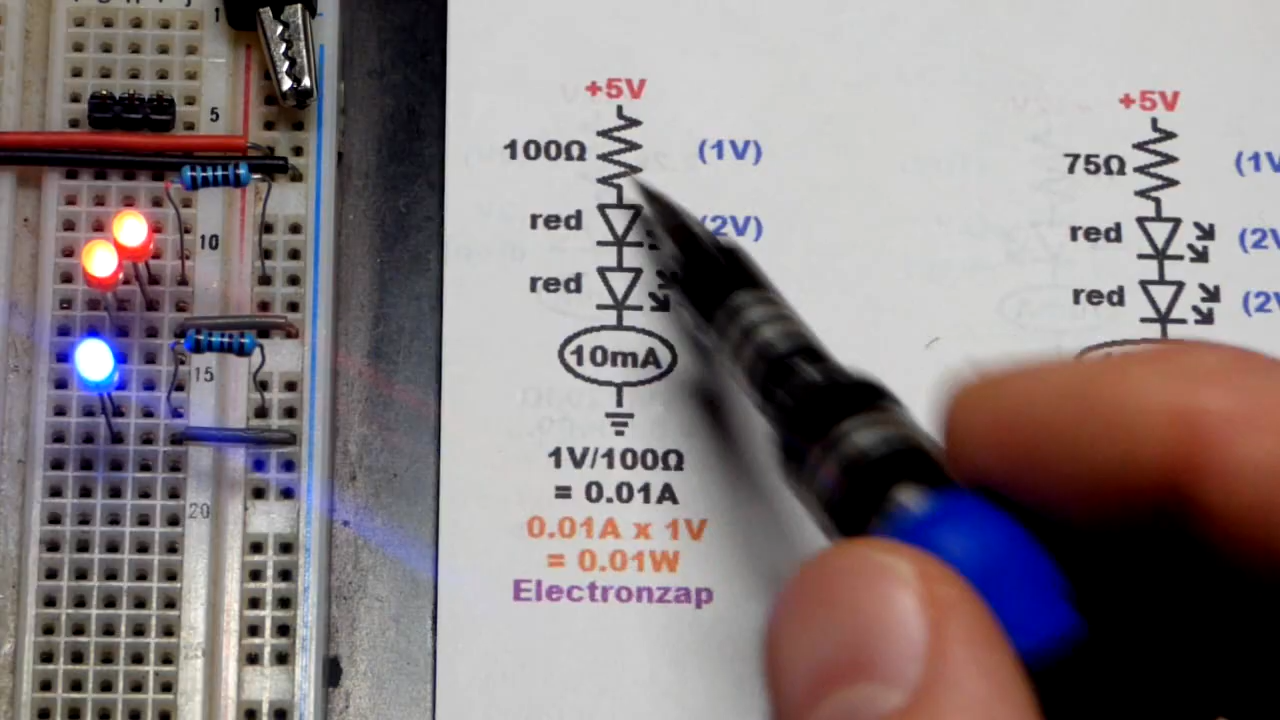 1
5
10
15
20
+5V
100Ω
(1V)
red
(2V)
red
10mA
1V/100Ω
= 0.01A
0.01A x 1V
= 0.01W
Electronzap
+5V
75Ω
(1V
red
(2V
red
(2V